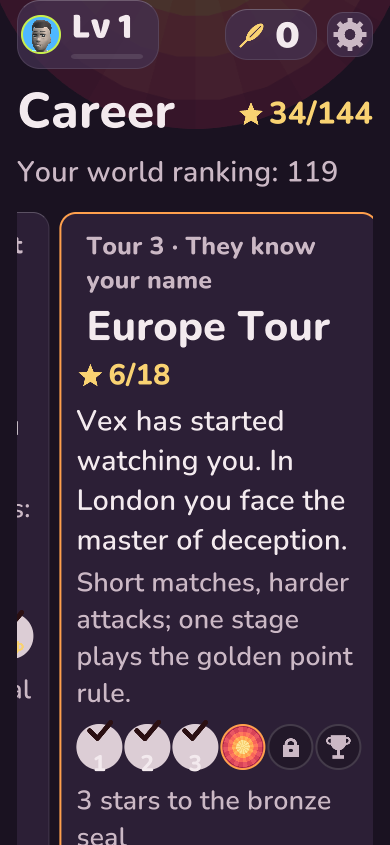 Lv 1
0
Career
34/144
Your world ranking: 119
Tour 3 · They know
your name
Europe Tour
6/18
Vex has started
watching you. In
London you face the
master of deception.
Short matches, harder
attacks; one stage
plays the golden point
rule.
1 2 3
3 stars to the bronze
seal
t
s:
al